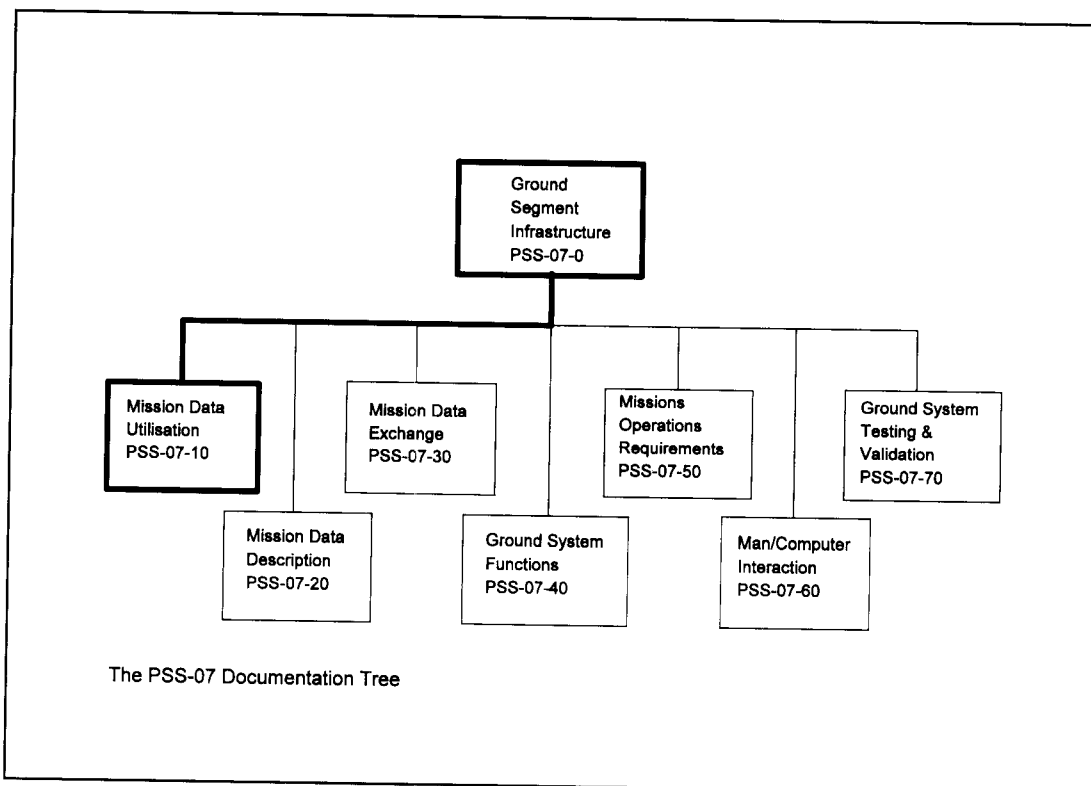 Ground
Segment
Infrastructure
PSS-07-0
Mission Data
Utilisation
PSS-07-10
Mission Data
Exchange
PSS-07-30
Missions
Operations
Requirements
PSS-07-50
Ground System
Testing &
Validation
PSS-07-70
Mission Data
Description
PSS-07-20
Ground System
Functions
PSS-07-40
Man/Computer
Interaction
PSS-07-60
The PSS-07 Documentation Tree